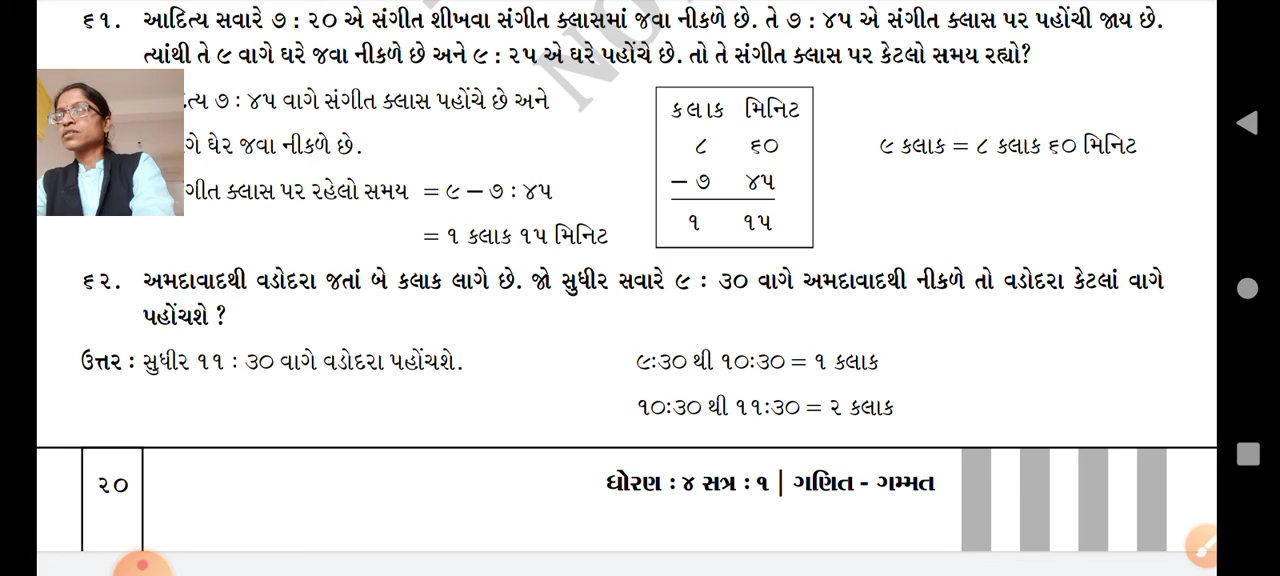 ૬૧. આદિત્ય સવારે ૭ : ૨૦ એ સંગીત શીખવા સંગીત ક્લાસમાં જવા નીકળે છે. તે ૭ : ૪૫ એ સંગીત ક્લાસ પર પહોંચી જાય છે.
ત્યાંથી તે ૯ વાગે ઘરે જવા નીકળે છે અને ૯ : ૨૫ એ ઘરે પહોંચે છે. તો તે સંગીત ક્લાસ પર કેટલો સમય રહ્યો?
ત્ય ૭ : ૪૫ વાગે સંગીત ક્લાસ પહોંચે છે અને
ગે ઘેર જવા નીકળે છે.
ગીત ક્લાસ પર રહેલો સમય = ૯ – ૭ : ૪૫
= ૧ કલાક ૧૫ મિનિટ
કલાક મિનિટ
૮ ૬૦
– ૭ ૪૫
૧ ૧૫
૯ કલાક = ૮ કલાક ૬૦ મિનિટ
૬૨. અમદાવાદથી વડોદરા જતાં બે કલાક લાગે છે. જો સુધીર સવારે ૯ : ૩૦ વાગે અમદાવાદથી નીકળે તો વડોદરા કેટલાં વાગે
પહોંચશે ?
ઉત્તર : સુધીર ૧૧ : ૩૦ વાગે વડોદરા પહોંચશે.
૯:૩૦ થી ૧૦:૩૦ = ૧ કલાક
૧૦:૩૦ થી ૧૧:૩૦ = ૨ કલાક
૨૦
ધોરણ : ૪ સત્ર : ૧ | ગણિત - ગમ્મત